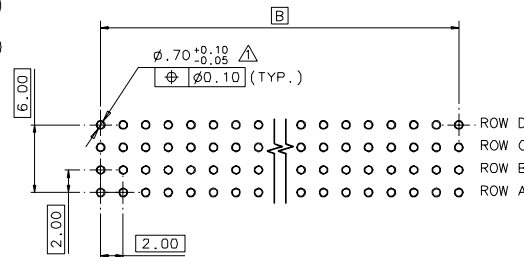 B
ø.70 +0.10 -0.05 1
⌖ ø0.10 (TYP.)
6.00
ROW D
ROW C
ROW B
ROW A
2.00
2.00